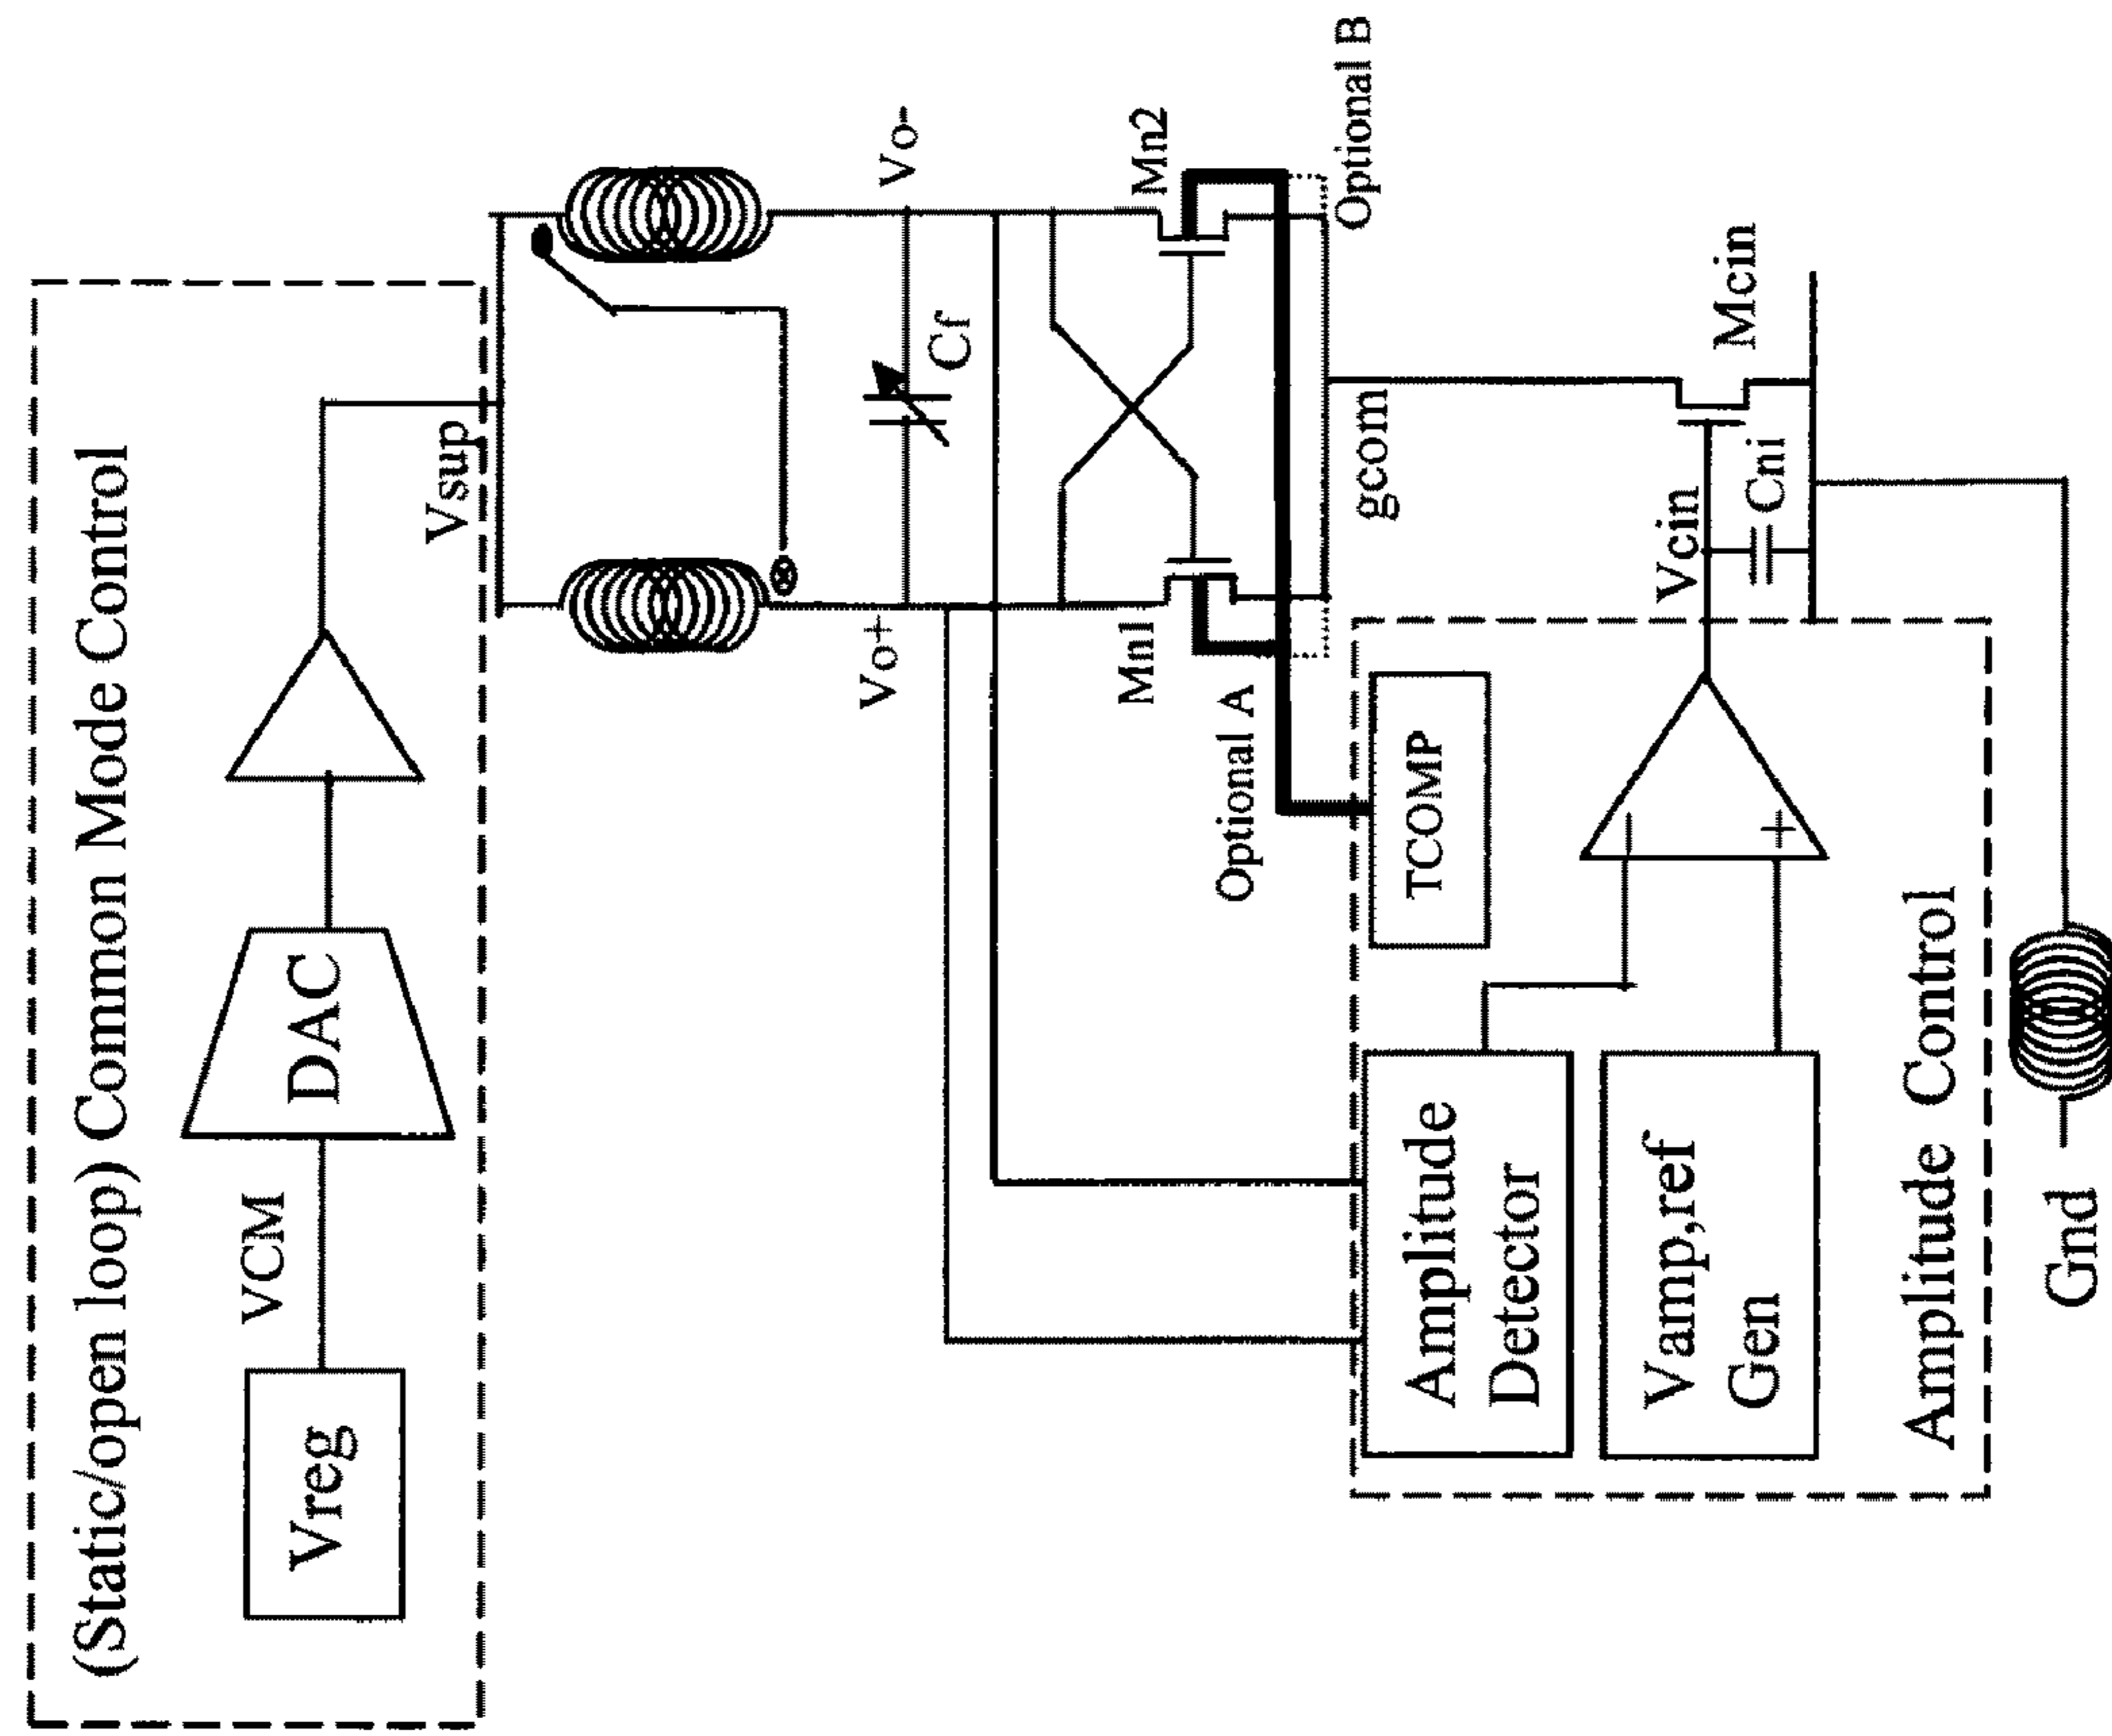 (Static/open loop) Common Mode Control
Vreg
VCM
DAC
Vsup
Vo+
Vo-
Cf
Mn1
Mn2
Optional A
Optional B
gcom
TCOMP
Vcin
Cni
Mcin
Amplitude
Detector
Vamp,ref
Gen
−
+
Amplitude Control
Gnd